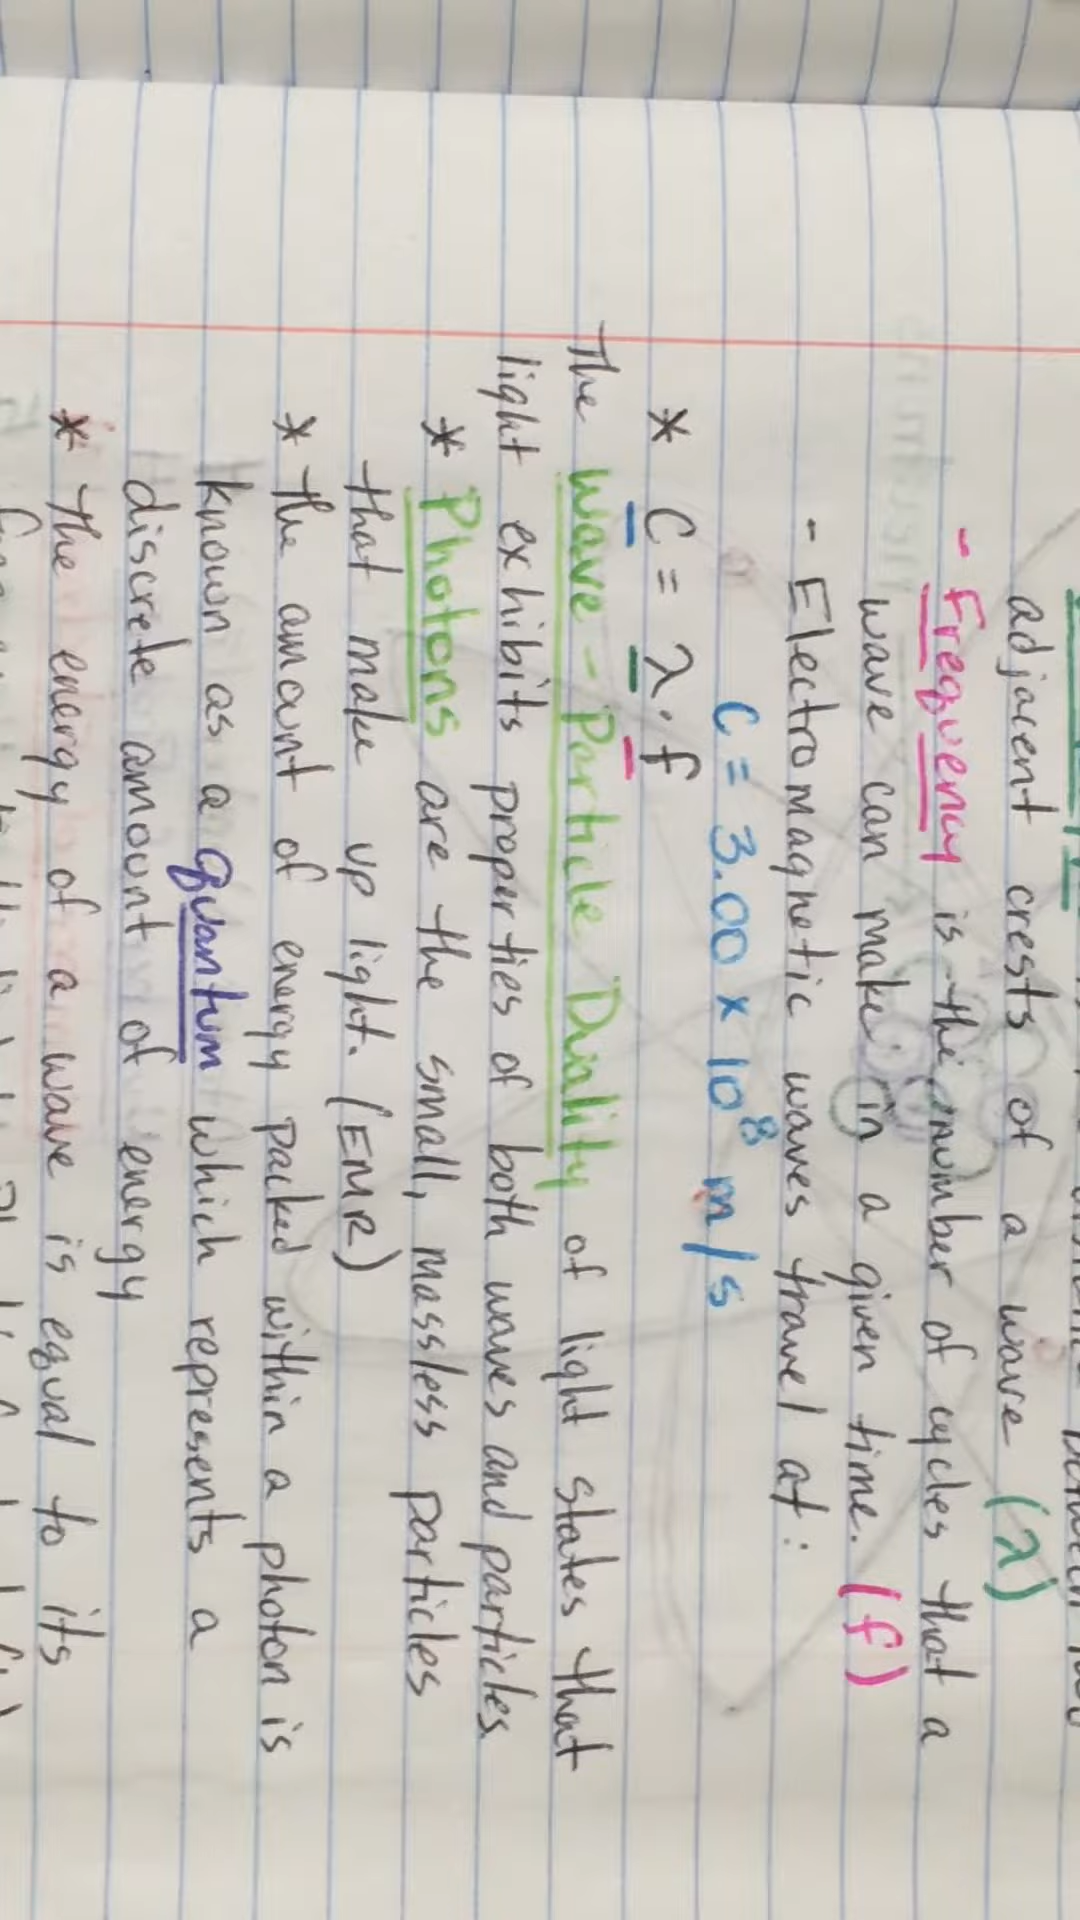 adjacent crests of a wave (λ)
- Frequency is the number of cycles that a
wave can make in a given time. (f)
- Electromagnetic waves travel at:
C = 3.00 x 10⁸ m/s
* C = λ · f
The Wave-Particle Duality of light states that
light exhibits properties of both waves and particles.
* Photons are the small, massless particles
that make up light. (EMR)
* The amount of energy packed within a photon is
known as a quantum which represents a
discrete amount of energy
* The energy of a wave is equal to its